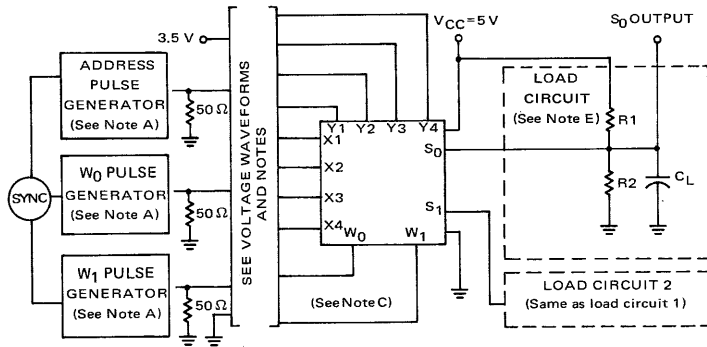 3.5 V
V CC = 5 V
S0 OUTPUT
ADDRESS
PULSE
GENERATOR
(See Note A)
50 Ω
W0 PULSE
GENERATOR
(See Note A)
50 Ω
SYNC
W1 PULSE
GENERATOR
(See Note A)
50 Ω
SEE VOLTAGE WAVEFORMS
AND NOTES
Y1 Y2 Y3 Y4
X1
X2
X3
X4
W0
W1
S0
S1
(See Note C)
LOAD
CIRCUIT
(See Note E)
R1
R2
CL
LOAD CIRCUIT 2
(Same as load circuit 1)